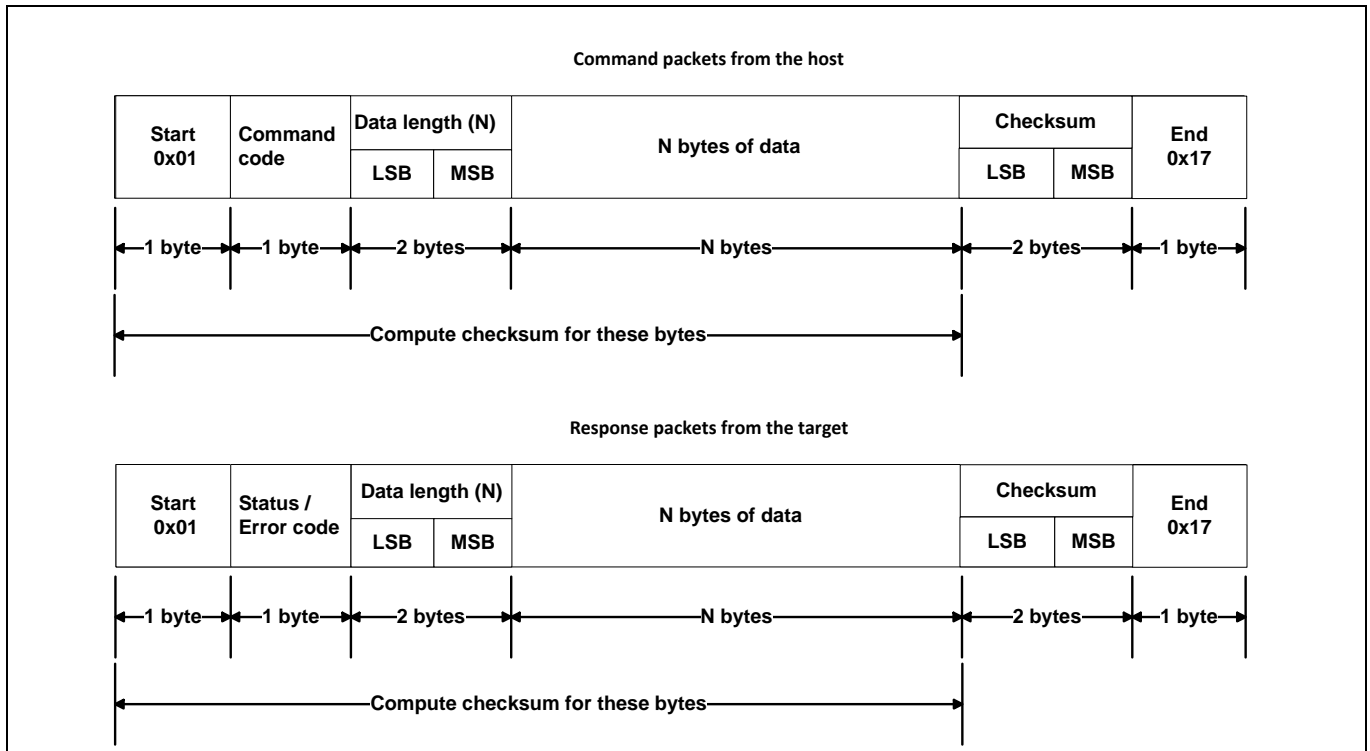 Command packets from the host
Start
0x01
Command
code
Data length (N)
LSB
MSB
N bytes of data
Checksum
LSB
MSB
End
0x17
1 byte
1 byte
2 bytes
N bytes
2 bytes
1 byte
Compute checksum for these bytes
Response packets from the target
Start
0x01
Status /
Error code
Data length (N)
LSB
MSB
N bytes of data
Checksum
LSB
MSB
End
0x17
1 byte
1 byte
2 bytes
N bytes
2 bytes
1 byte
Compute checksum for these bytes